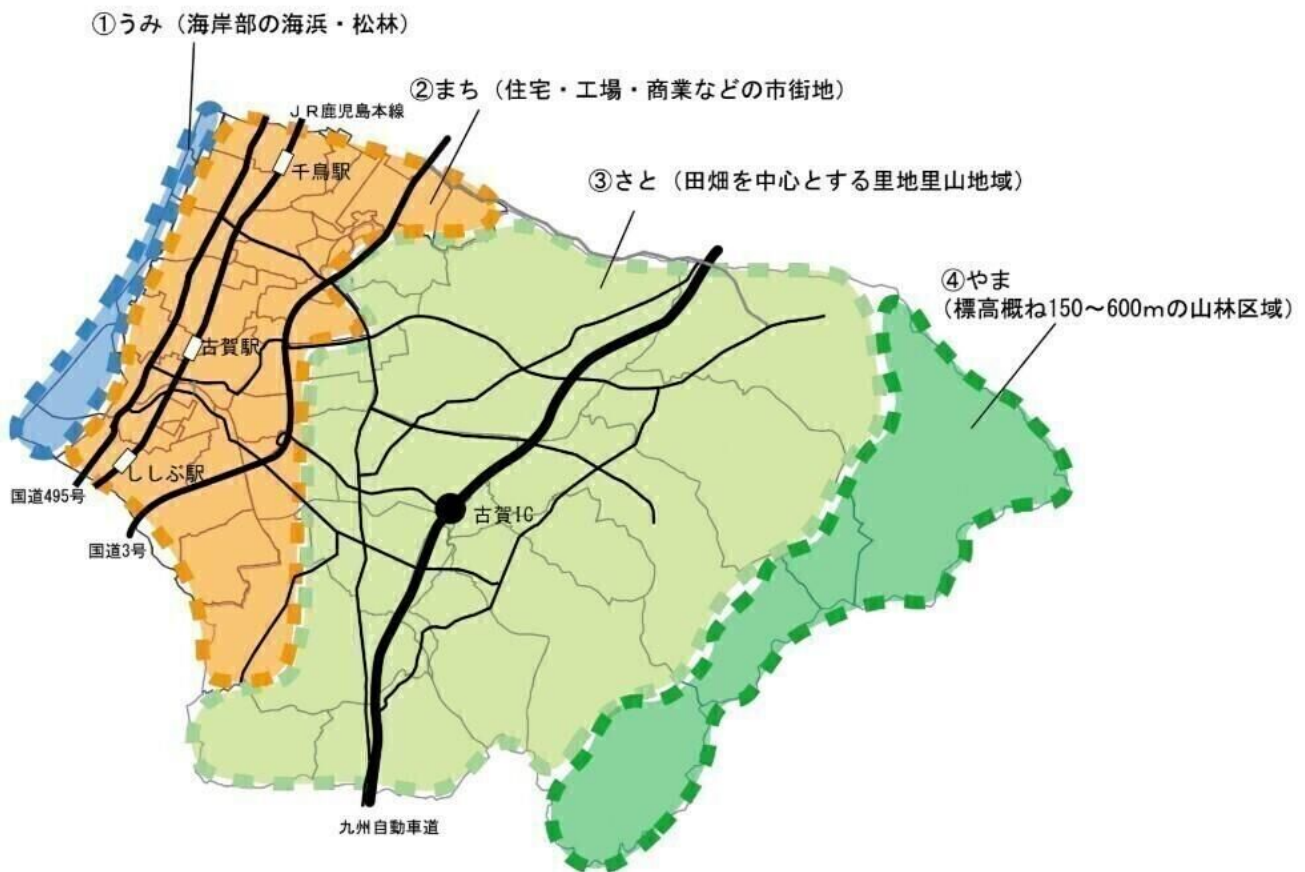 ①うみ（海岸部の海浜・松林）
②まち（住宅・工場・商業などの市街地）
ＪＲ鹿児島本線
千鳥駅
③さと（田畑を中心とする里地里山地域）
④やま
（標高概ね150～600mの山林区域）
古賀駅
ししぶ駅
国道495号
古賀IC
国道3号
九州自動車道